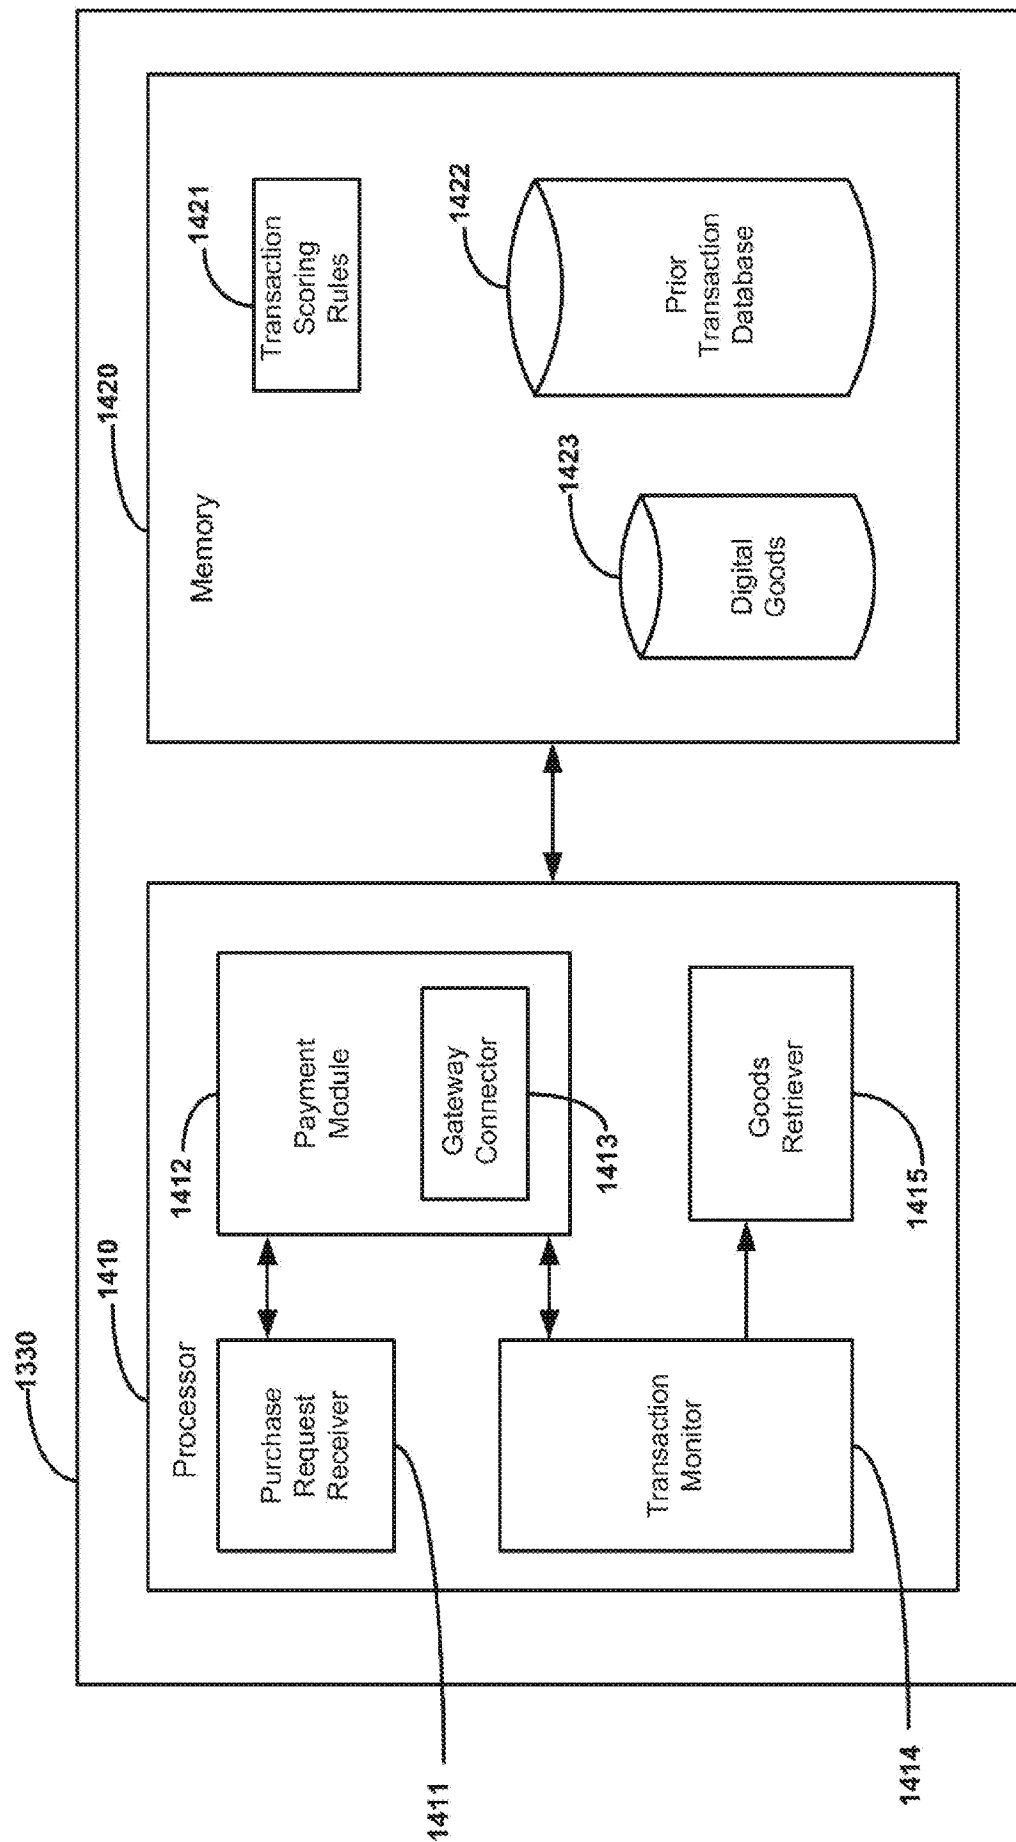 1330
1410
Processor
1411
Purchase
Request
Receiver
1412
Payment
Module
Gateway
Connector
1413
1414
Transaction
Monitor
Goods
Retriever
1415
1420
Memory
1421
Transaction
Scoring
Rules
1423
Digital
Goods
1422
Prior
Transaction
Database